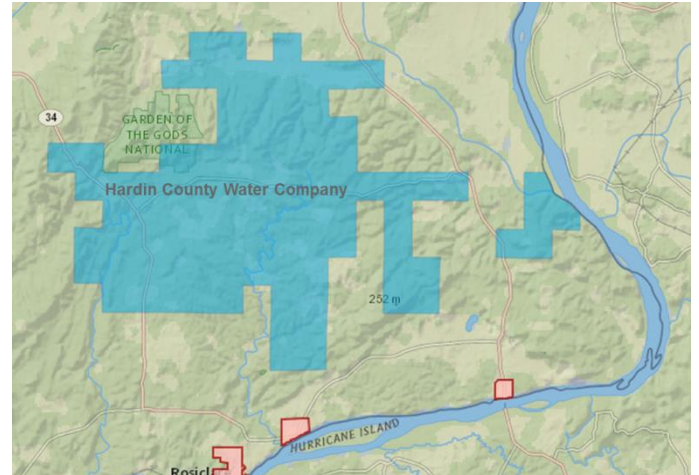 34
GARDEN OF
THE GODS
NATIONAL
Hardin County Water Company
252 m
HURRICANE ISLAND
Rosicl